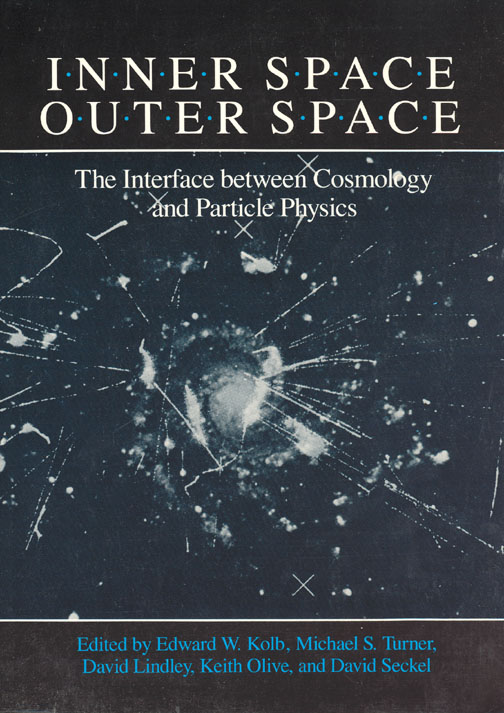 I·N·N·E·R S·P·A·C·E
O·U·T·E·R S·P·A·C·E
The Interface between Cosmology
and Particle Physics
Edited by Edward W. Kolb, Michael S. Turner,
David Lindley, Keith Olive, and David Seckel